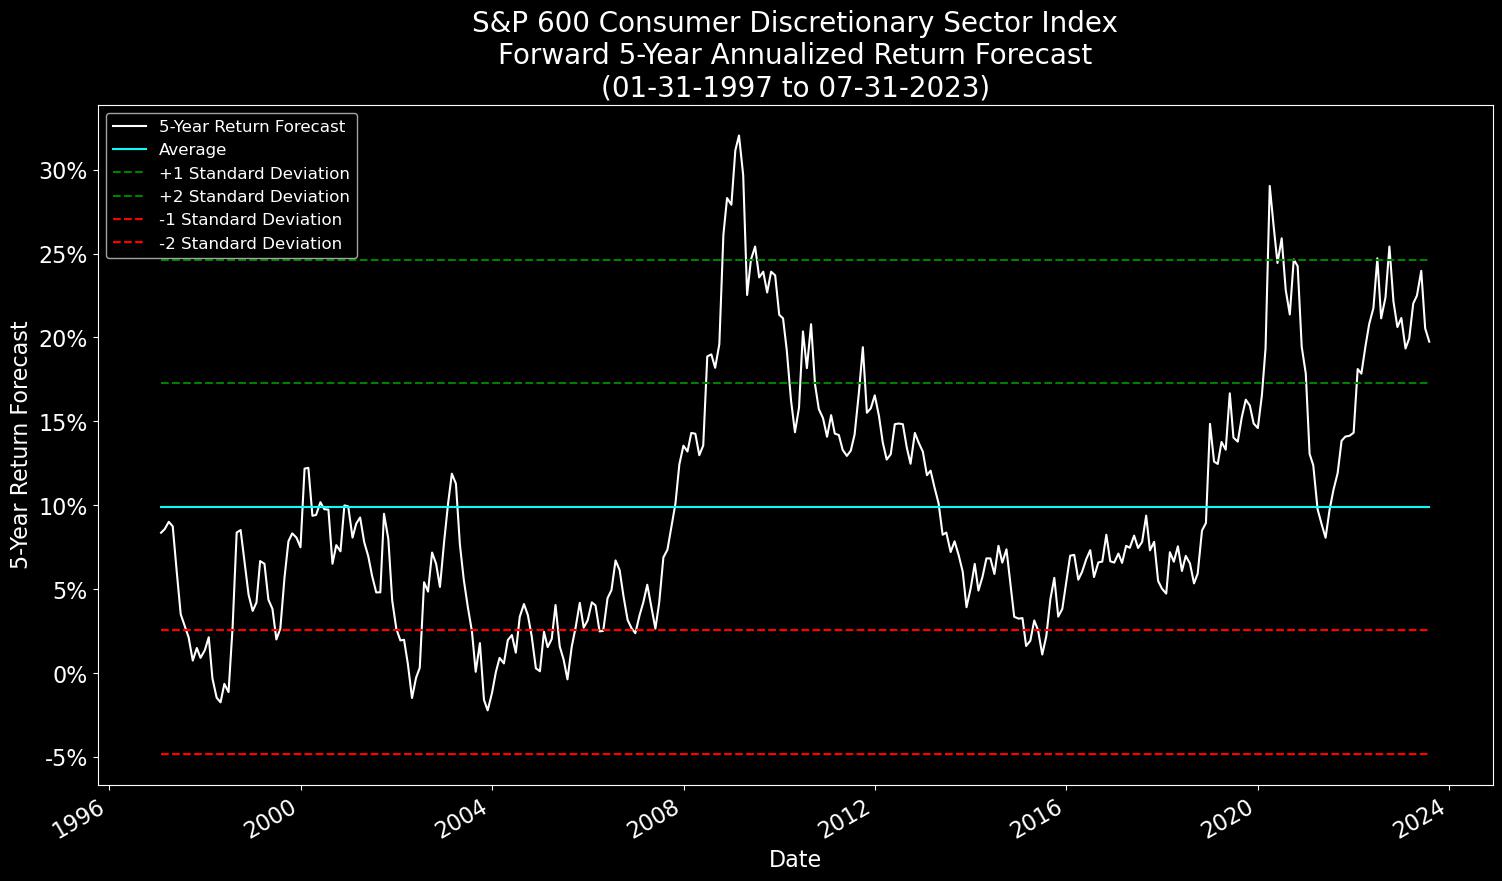 S&P 600 Consumer Discretionary Sector Index
Forward 5-Year Annualized Return Forecast
(01-31-1997 to 07-31-2023)
5-Year Return Forecast
Average
+1 Standard Deviation
+2 Standard Deviation
-1 Standard Deviation
-2 Standard Deviation
5-Year Return Forecast
30%
25%
20%
15%
10%
5%
0%
-5%
1996
2000
2004
2008
2012
2016
2020
2024
Date